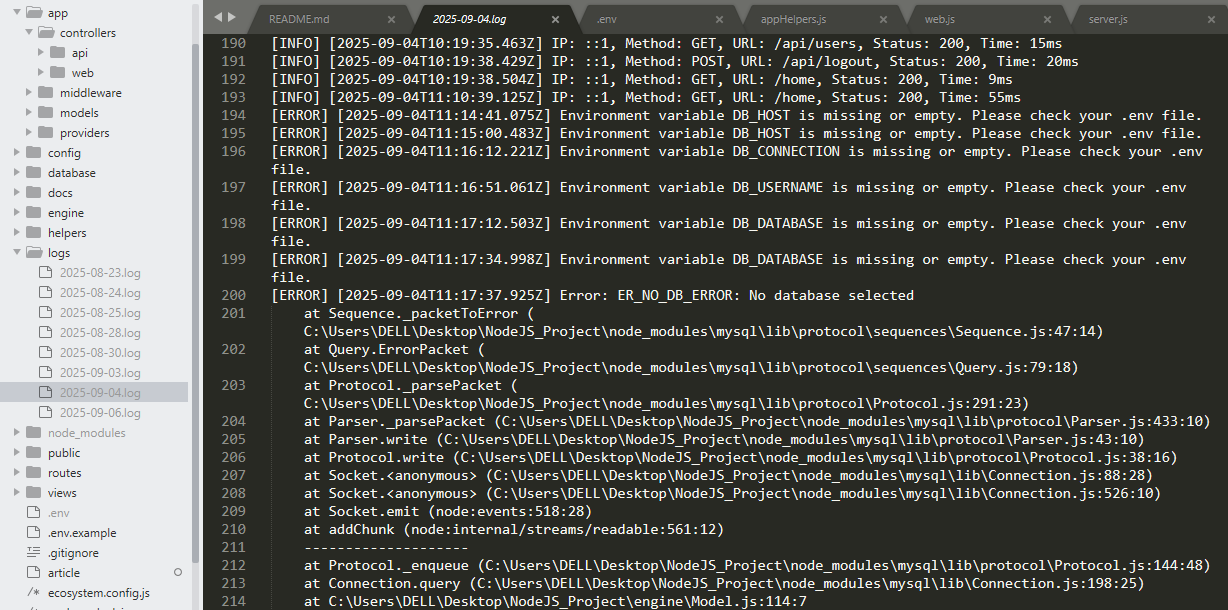 app
controllers
api
web
middleware
models
providers
config
database
docs
engine
helpers
logs
2025-08-23.log
2025-08-24.log
2025-08-25.log
2025-08-28.log
2025-08-30.log
2025-09-03.log
2025-09-04.log
2025-09-06.log
node_modules
public
routes
views
.env
.env.example
.gitignore
article
/* ecosystem.config.js
README.md × 2025-09-04.log × .env × appHelpers.js × web.js × server.js ×
190 [INFO] [2025-09-04T10:19:35.463Z] IP: ::1, Method: GET, URL: /api/users, Status: 200, Time: 15ms
191 [INFO] [2025-09-04T10:19:38.429Z] IP: ::1, Method: POST, URL: /api/logout, Status: 200, Time: 20ms
192 [INFO] [2025-09-04T10:19:38.504Z] IP: ::1, Method: GET, URL: /home, Status: 200, Time: 9ms
193 [INFO] [2025-09-04T11:10:39.125Z] IP: ::1, Method: GET, URL: /home, Status: 200, Time: 55ms
194 [ERROR] [2025-09-04T11:14:41.075Z] Environment variable DB_HOST is missing or empty. Please check your .env file.
195 [ERROR] [2025-09-04T11:15:00.483Z] Environment variable DB_HOST is missing or empty. Please check your .env file.
196 [ERROR] [2025-09-04T11:16:12.221Z] Environment variable DB_CONNECTION is missing or empty. Please check your .env
file.
197 [ERROR] [2025-09-04T11:16:51.061Z] Environment variable DB_USERNAME is missing or empty. Please check your .env
file.
198 [ERROR] [2025-09-04T11:17:12.503Z] Environment variable DB_DATABASE is missing or empty. Please check your .env
file.
199 [ERROR] [2025-09-04T11:17:34.998Z] Environment variable DB_DATABASE is missing or empty. Please check your .env
file.
200 [ERROR] [2025-09-04T11:17:37.925Z] Error: ER_NO_DB_ERROR: No database selected
201 at Sequence._packetToError (
C:\Users\DELL\Desktop\NodeJS_Project\node_modules\mysql\lib\protocol\sequences\Sequence.js:47:14)
202 at Query.ErrorPacket (
C:\Users\DELL\Desktop\NodeJS_Project\node_modules\mysql\lib\protocol\sequences\Query.js:79:18)
203 at Protocol._parsePacket (
C:\Users\DELL\Desktop\NodeJS_Project\node_modules\mysql\lib\protocol\Protocol.js:291:23)
204 at Parser._parsePacket (C:\Users\DELL\Desktop\NodeJS_Project\node_modules\mysql\lib\protocol\Parser.js:433:10)
205 at Parser.write (C:\Users\DELL\Desktop\NodeJS_Project\node_modules\mysql\lib\protocol\Parser.js:43:10)
206 at Protocol.write (C:\Users\DELL\Desktop\NodeJS_Project\node_modules\mysql\lib\protocol\Protocol.js:38:16)
207 at Socket.<anonymous> (C:\Users\DELL\Desktop\NodeJS_Project\node_modules\mysql\lib\Connection.js:88:28)
208 at Socket.<anonymous> (C:\Users\DELL\Desktop\NodeJS_Project\node_modules\mysql\lib\Connection.js:526:10)
209 at Socket.emit (node:events:518:28)
210 at addChunk (node:internal/streams/readable:561:12)
211 --------------------
212 at Protocol._enqueue (C:\Users\DELL\Desktop\NodeJS_Project\node_modules\mysql\lib\protocol\Protocol.js:144:48)
213 at Connection.query (C:\Users\DELL\Desktop\NodeJS_Project\node_modules\mysql\lib\Connection.js:198:25)
214 at C:\Users\DELL\Desktop\NodeJS_Project\engine\Model.js:114:7